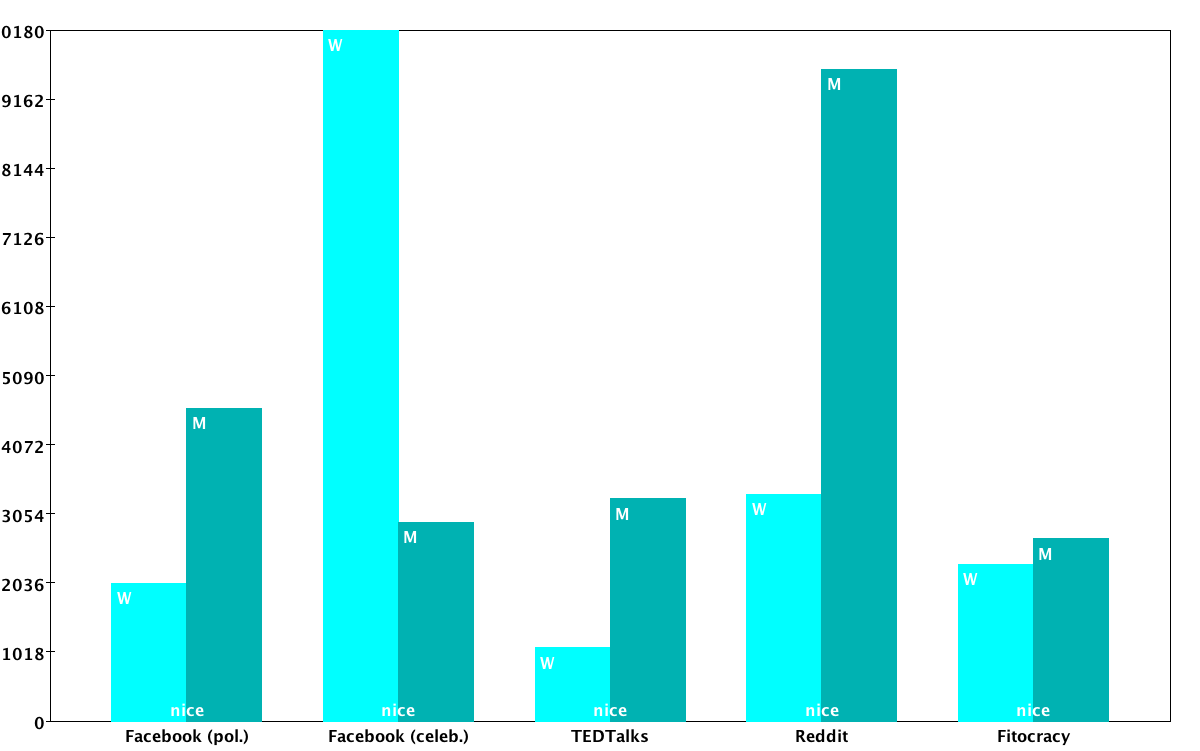 0180
9162
8144
7126
6108
5090
4072
3054
2036
1018
0
W
M
W
M
W
M
W
M
W
M
nice
nice
nice
nice
nice
Facebook (pol.)
Facebook (celeb.)
TEDTalks
Reddit
Fitocracy